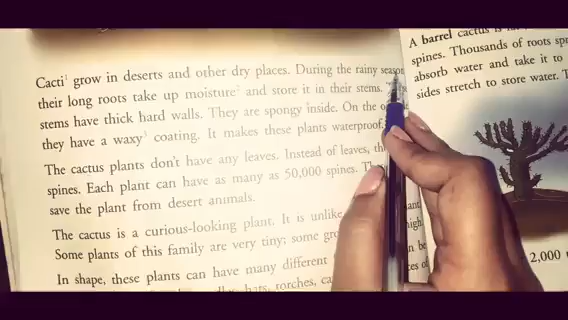 Cacti¹ grow in deserts and other dry places. During the rainy season
their long roots take up moisture² and store it in their stems.
stems have thick hard walls. They are spongy inside. On the
they have a waxy³ coating. It makes these plants waterproof.
The cactus plants don't have any leaves. Instead of leaves,
spines. Each plant can have as many as 50,000 spines.
save the plant from desert animals.
The cactus is a curious-looking plant. It is unlike
Some plants of this family are very tiny; some
In shape, these plants can have many different
hats, torches,
A barrel cactus is
spines. Thousands of roots
absorb water and take it to
sides stretch to store water.
2,000